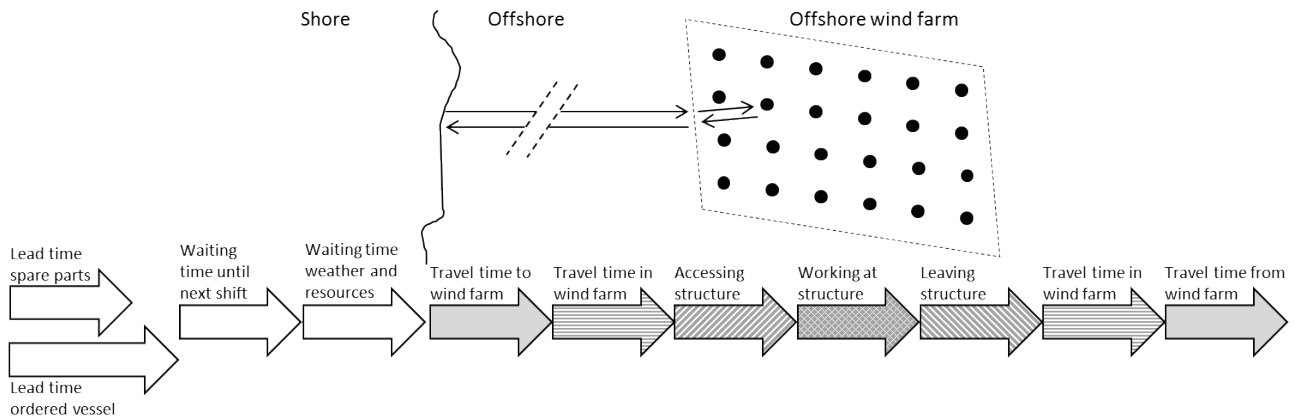 Shore
Offshore
Offshore wind farm
Lead time
spare parts
Lead time
ordered vessel
Waiting
time until
next shift
Waiting time
weather and
resources
Travel time to
wind farm
Travel time in
wind farm
Accessing
structure
Working at
structure
Leaving
structure
Travel time in
wind farm
Travel time from
wind farm